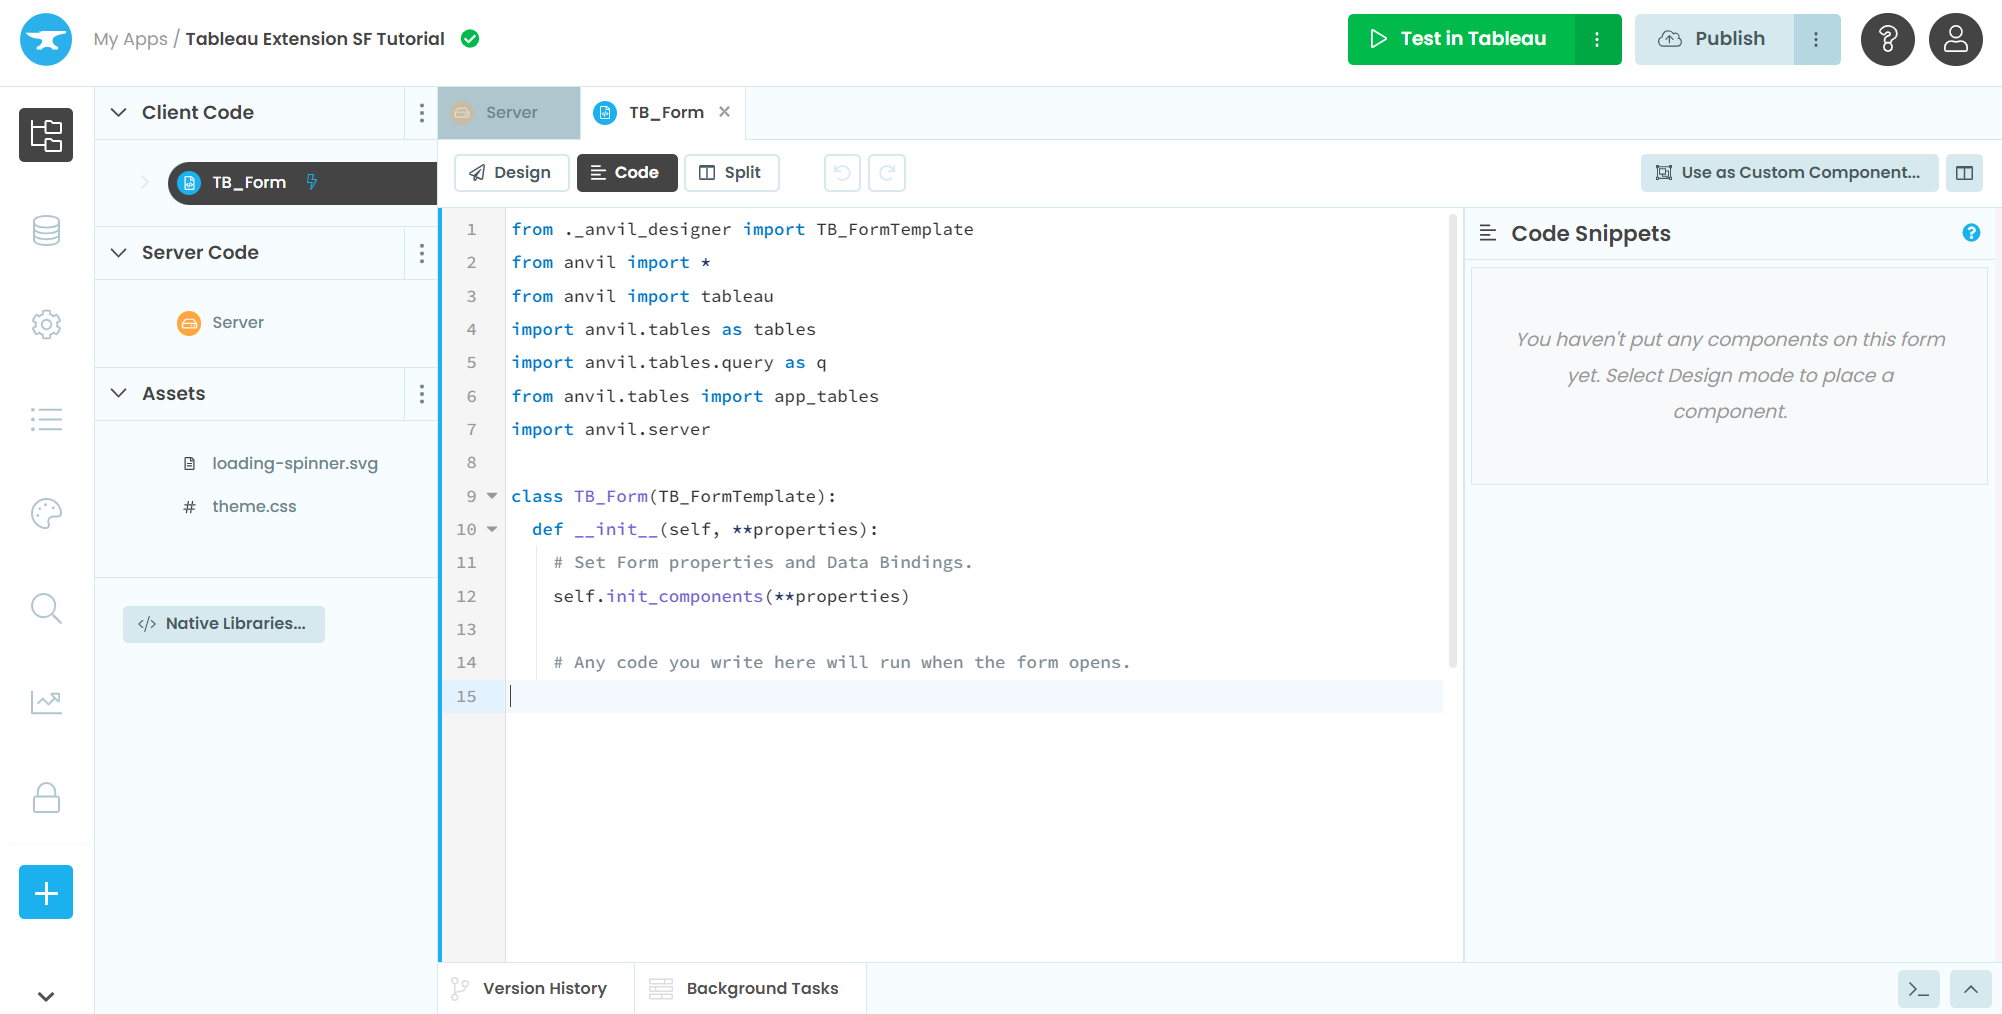 My Apps / Tableau Extension SF Tutorial
Test in Tableau
Publish
Client Code
TB_Form
Server Code
Server
Assets
loading-spinner.svg
# theme.css
</> Native Libraries...
Server
TB_Form ×
Design
Code
Split
Use as Custom Component...
1 from ._anvil_designer import TB_FormTemplate
2 from anvil import *
3 from anvil import tableau
4 import anvil.tables as tables
5 import anvil.tables.query as q
6 from anvil.tables import app_tables
7 import anvil.server
8
9 class TB_Form(TB_FormTemplate):
10 def __init__(self, **properties):
11 # Set Form properties and Data Bindings.
12 self.init_components(**properties)
13
14 # Any code you write here will run when the form opens.
15
Code Snippets
You haven't put any components on this form
yet. Select Design mode to place a
component.
Version History
Background Tasks